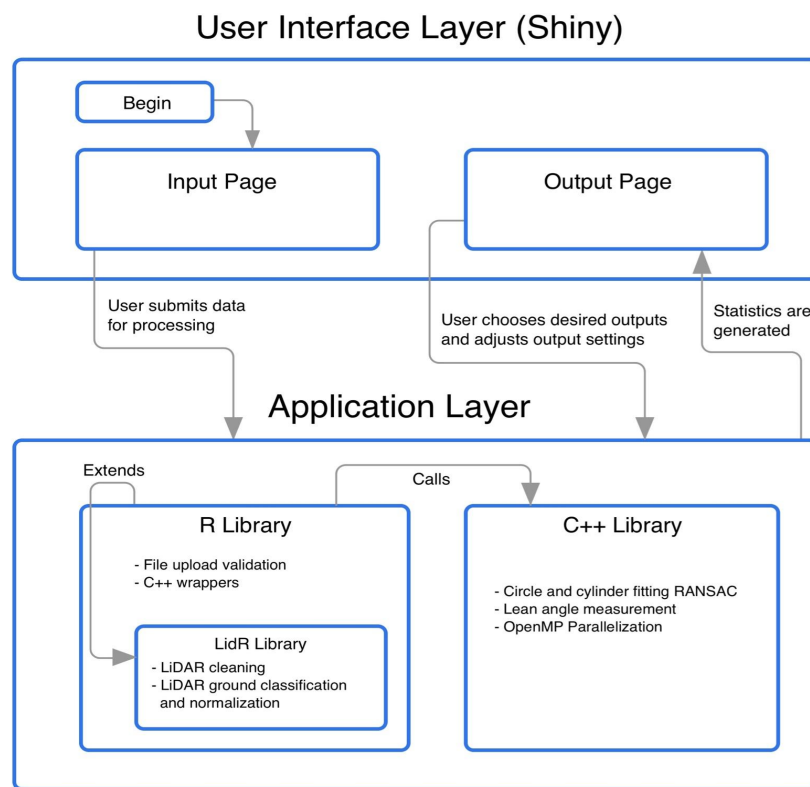 User Interface Layer (Shiny)
Begin
Input Page
Output Page
User submits data
for processing
User chooses desired outputs
and adjusts output settings
Statistics are
generated
Application Layer
Extends
Calls
R Library
- File upload validation
- C++ wrappers
LidR Library
- LiDAR cleaning
- LiDAR ground classification
and normalization
C++ Library
- Circle and cylinder fitting RANSAC
- Lean angle measurement
- OpenMP Parallelization